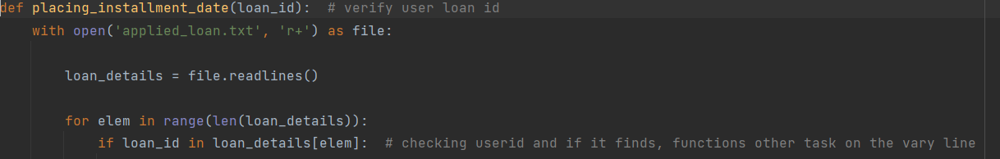 def placing_installment_date(loan_id):  # verify user loan id
    with open('applied_loan.txt', 'r+') as file:
        loan_details = file.readlines()
        for elem in range(len(loan_details)):
            if loan_id in loan_details[elem]:  # checking userid and if it finds, functions other task on the vary line